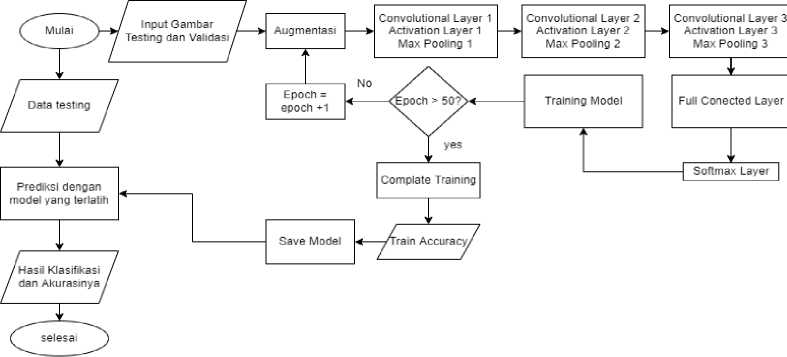 Mulai
Input Gambar
Testing dan Validasi
Augmentasi
Convolutional Layer 1
Activation Layer 1
Max Pooling 1
Convolutional Layer 2
Activation Layer 2
Max Pooling 2
Convolutional Layer 3
Activation Layer 3
Max Pooling 3
Full Conected Layer
Softmax Layer
Training Model
Epoch > 50?
No
Epoch =
epoch +1
yes
Complate Training
Train Accuracy
Save Model
Data testing
Prediksi dengan
model yang terlatih
Hasil Klasifikasi
dan Akurasinya
selesai